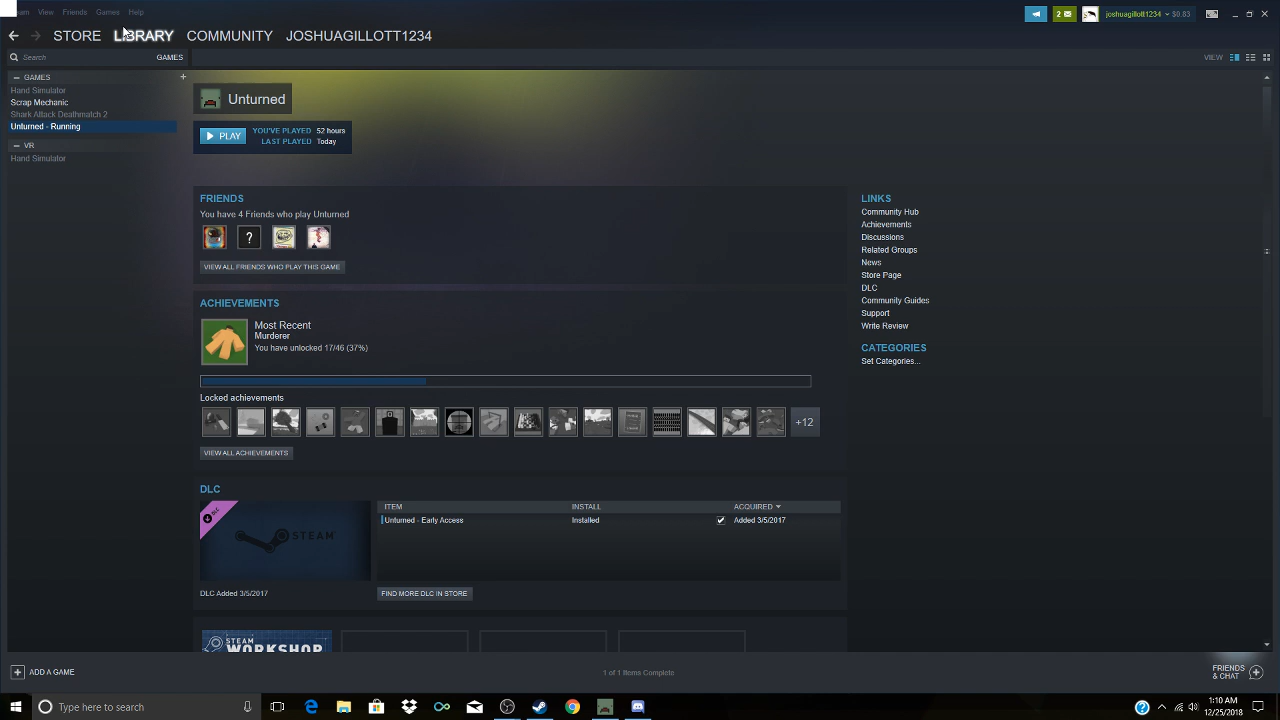 View Friends Games Help
2 joshuagillott1234 $0.83
STORE LIBRARY COMMUNITY JOSHUAGILLOTT1234
Search GAMES VIEW
GAMES
Hand Simulator
Scrap Mechanic
Shark Attack Deathmatch 2
Unturned - Running
VR
Hand Simulator
Unturned
PLAY
YOU'VE PLAYED 52 hours
LAST PLAYED Today
FRIENDS
You have 4 Friends who play Unturned
?
VIEW ALL FRIENDS WHO PLAY THIS GAME
ACHIEVEMENTS
Most Recent
Murderer
You have unlocked 17/46 (37%)
Locked achievements
+12
VIEW ALL ACHIEVEMENTS
DLC
DLC
STEAM
DLC Added 3/5/2017
ITEM INSTALL ACQUIRED
Unturned - Early Access Installed Added 3/5/2017
FIND MORE DLC IN STORE
STEAM
WORKSHOP
LINKS
Community Hub
Achievements
Discussions
Related Groups
News
Store Page
DLC
Community Guides
Support
Write Review
CATEGORIES
Set Categories...
ADD A GAME
1 of 1 Items Complete
FRIENDS
& CHAT
Type here to search
1:10 AM
12/25/2018